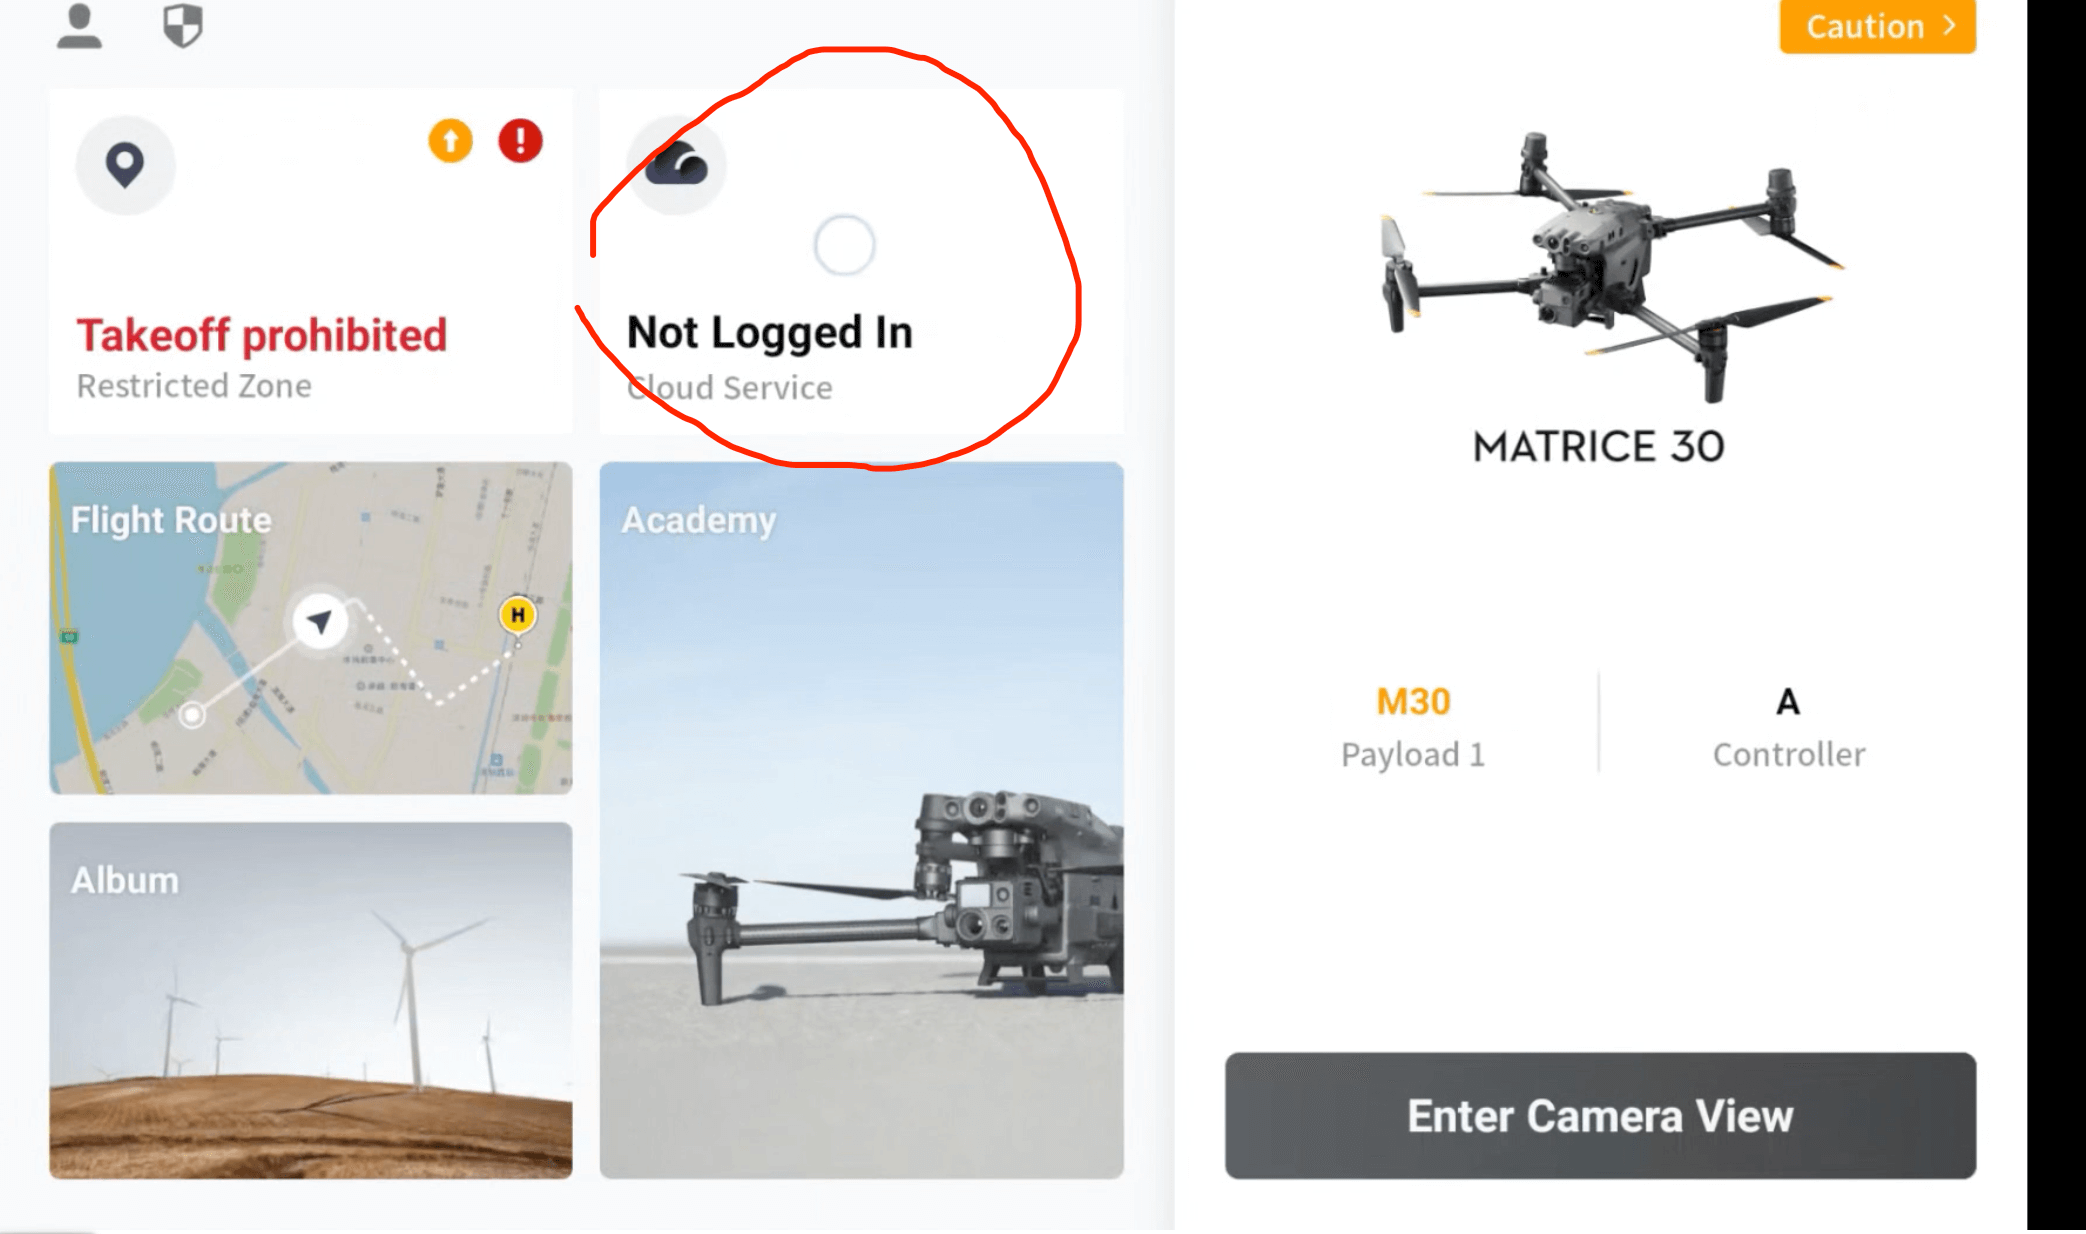 Caution >
Takeoff prohibited
Restricted Zone
Not Logged In
Cloud Service
Flight Route
H
Academy
Album
MATRICE 30
M30
Payload 1
A
Controller
Enter Camera View